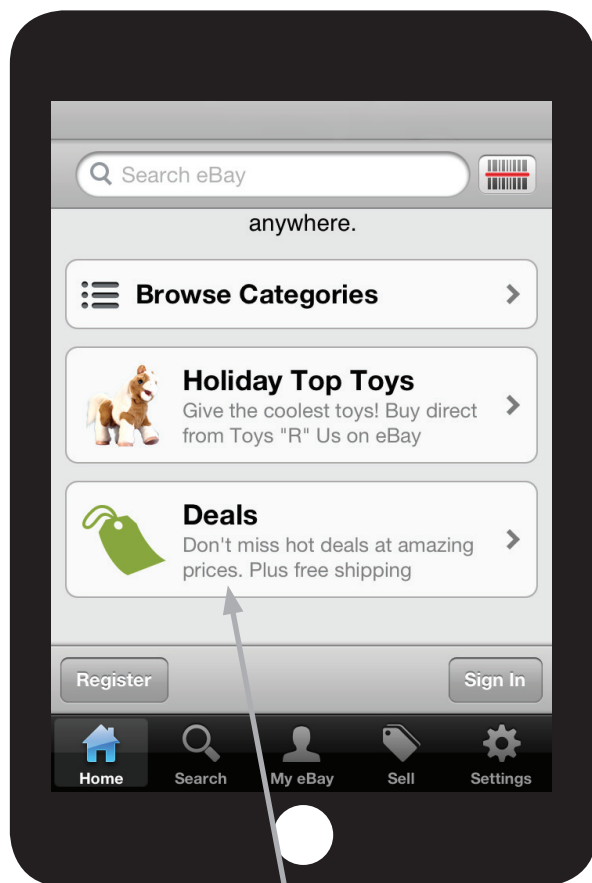 Search eBay
anywhere.
Browse Categories
Holiday Top Toys
Give the coolest toys! Buy direct
from Toys "R" Us on eBay
Deals
Don't miss hot deals at amazing
prices. Plus free shipping
Register Sign In
Home Search My eBay Sell Settings